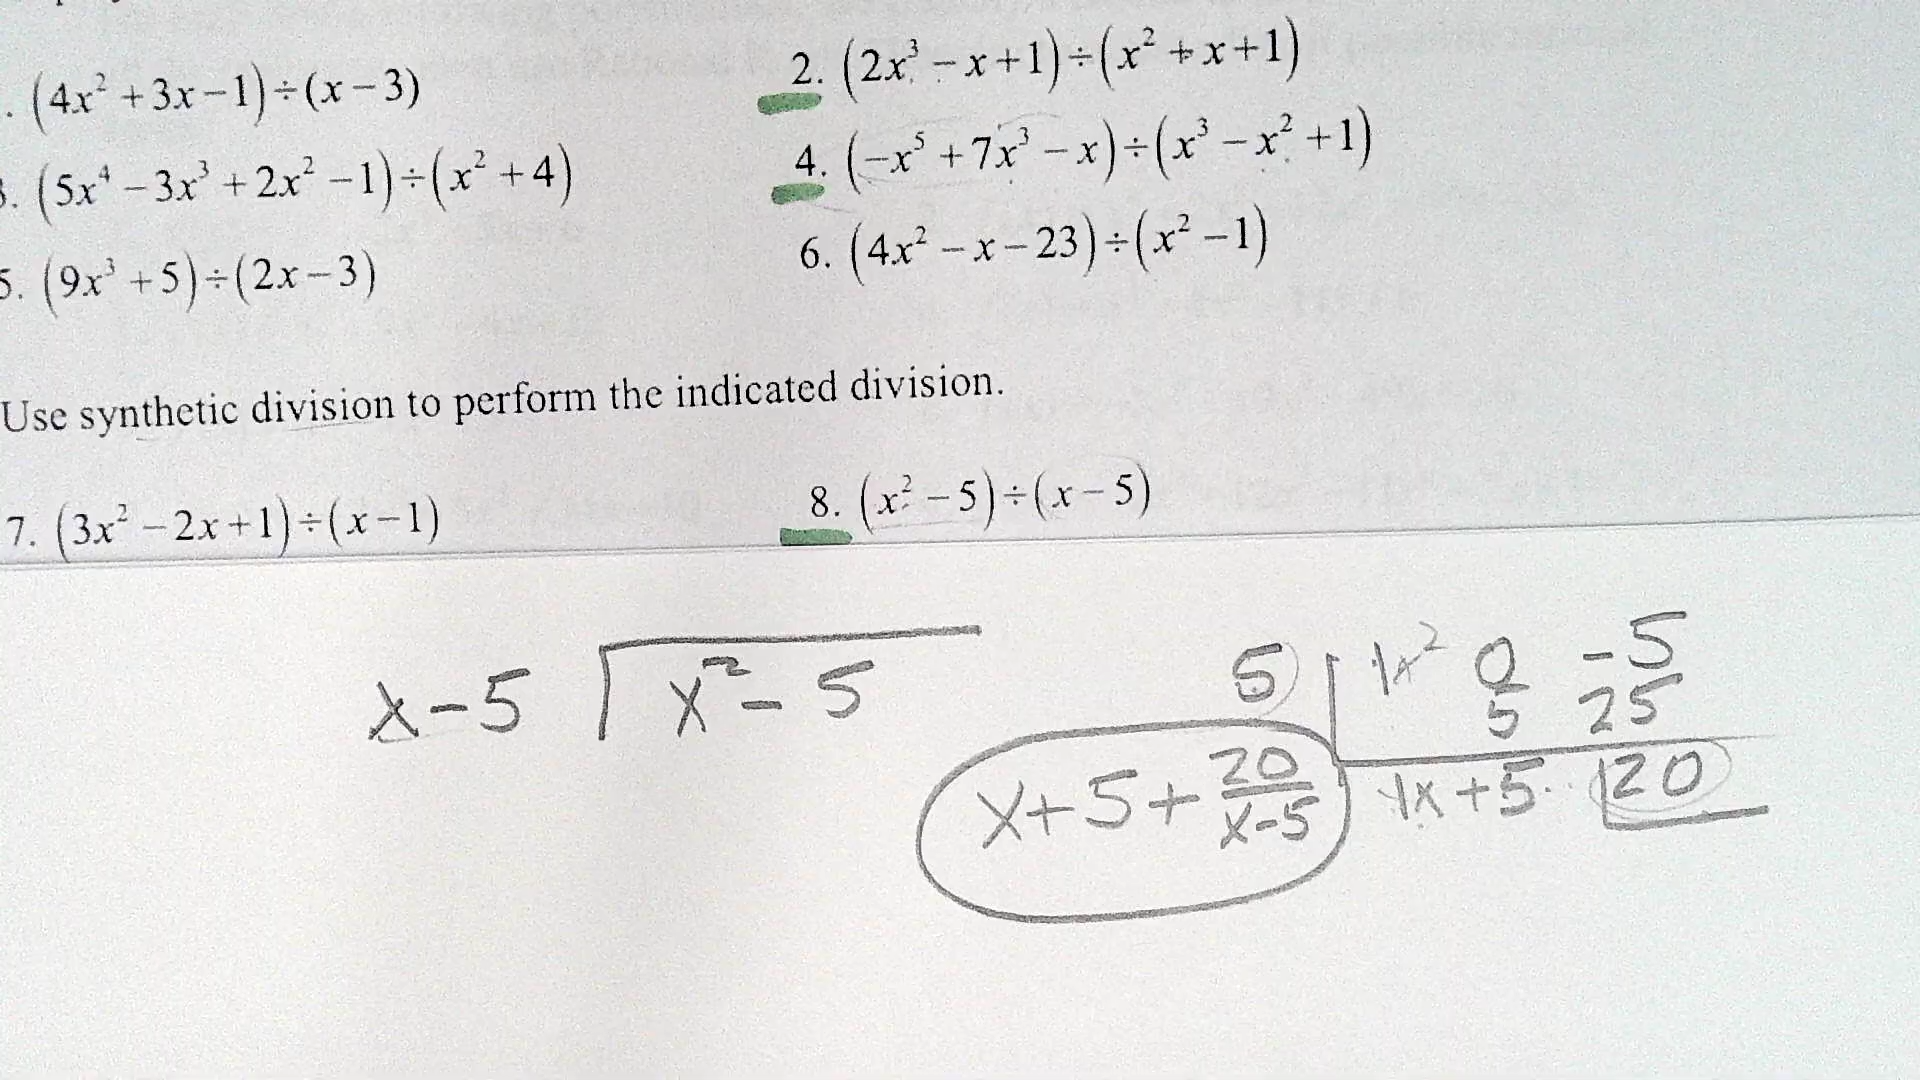 . (4x² + 3x − 1) ÷ (x − 3)
2. (2x³ − x + 1) ÷ (x² + x + 1)
3. (5x⁴ − 3x³ + 2x² − 1) ÷ (x² + 4)
4. (−x⁵ + 7x³ − x) ÷ (x³ − x² + 1)
5. (9x³ + 5) ÷ (2x − 3)
6. (4x² − x − 23) ÷ (x² − 1)
Use synthetic division to perform the indicated division.
7. (3x² − 2x + 1) ÷ (x − 1)
8. (x² − 5) ÷ (x − 5)
x − 5 x² − 5
5 1x² 0 −5
5 25
x + 5 + 20/(x − 5) 1x + 5 20